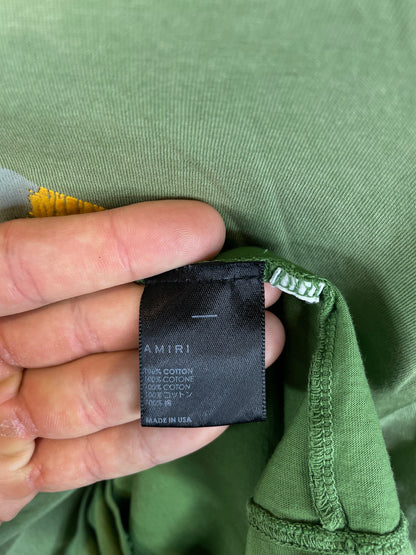 AMIRI
100% COTTON
100% COTONE
100% COTON
100% コットン
100% 棉
MADE IN USA